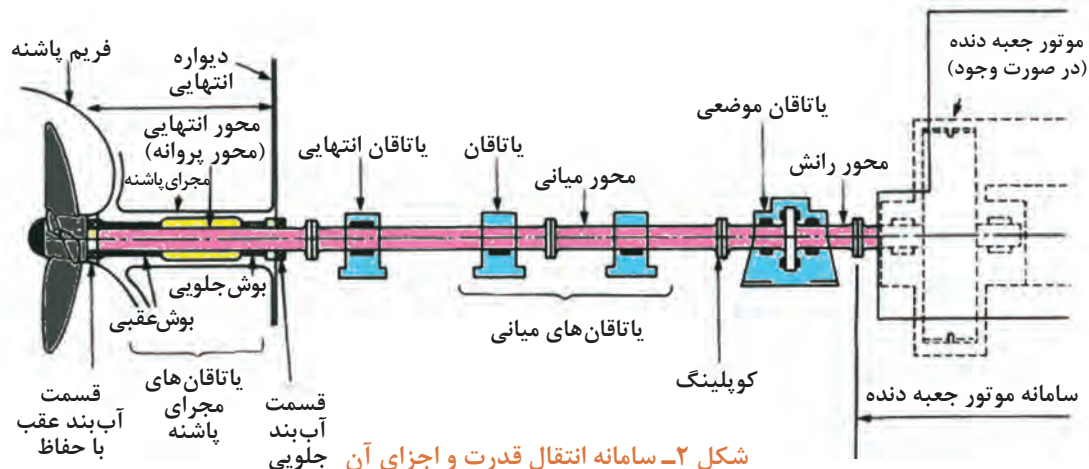 فریم پاشنه
دیواره
انتهایی
موتور جعبه دنده
(در صورت وجود)
محور انتهایی
(محور پروانه)
مجرای پاشنه
یاتاقان انتهایی
یاتاقان
محور میانی
یاتاقان موضعی
محور رانش
بوش جلویی
بوش عقبی
یاتاقان‌های میانی
کوپلینگ
سامانه موتور جعبه دنده
قسمت
آب‌بند عقب
با حفاظ
یاتاقان‌های
مجرای
پاشنه
قسمت
آب‌بند
جلویی
شکل ۲ـ سامانه انتقال قدرت و اجزای آن